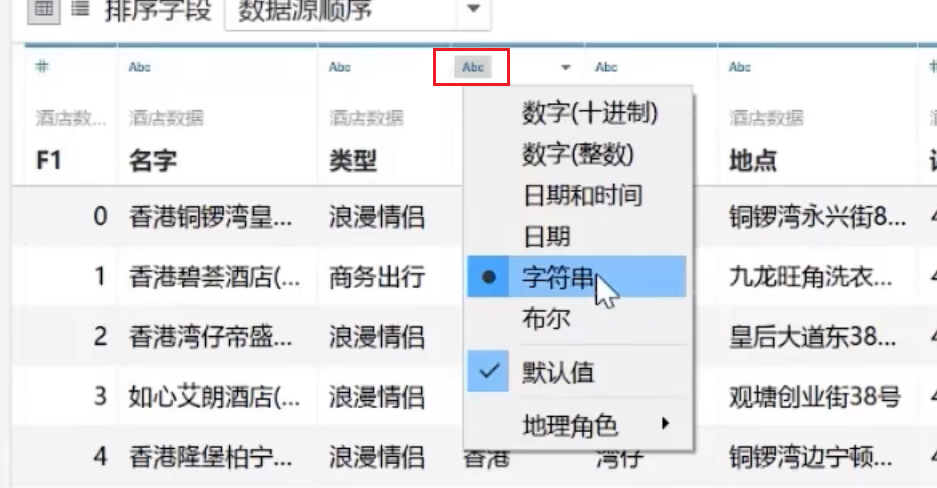 排序字段 数据源顺序
# Abc Abc Abc Abc Abc
酒店数... 酒店数据 酒店数据 酒店数据
F1 名字 类型 地点
0 香港铜锣湾皇... 浪漫情侣 铜锣湾永兴街8...
1 香港碧荟酒店(... 商务出行 九龙旺角洗衣...
2 香港湾仔帝盛... 浪漫情侣 皇后大道东38...
3 如心艾朗酒店(... 浪漫情侣 观塘创业街38号
4 香港隆堡柏宁... 浪漫情侣 香港 湾仔 铜锣湾边宁顿...
数字(十进制)
数字(整数)
日期和时间
日期
字符串
布尔
默认值
地理角色